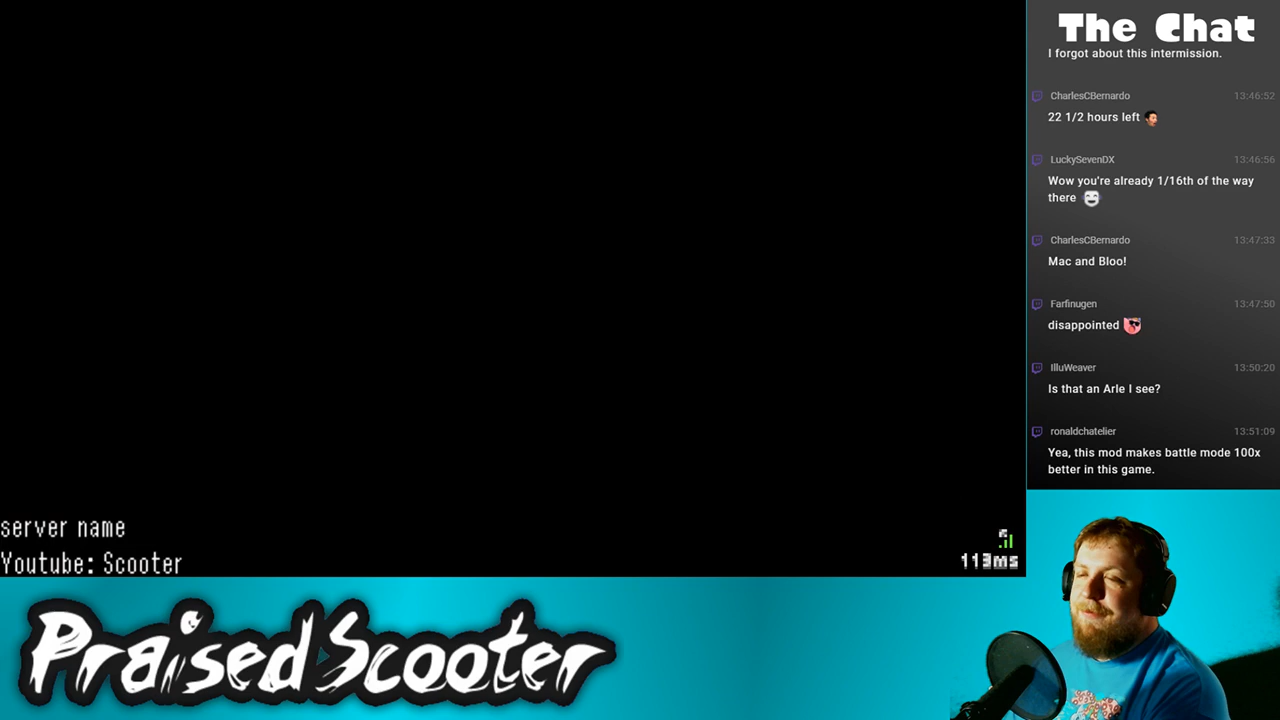 The Chat
I forgot about this intermission.
CharlesCBernardo 13:46:52
22 1/2 hours left
LuckySevenDX 13:46:56
Wow you're already 1/16th of the way
there
CharlesCBernardo 13:47:33
Mac and Bloo!
Farfinugen 13:47:50
disappointed
IlluWeaver 13:50:20
Is that an Arle I see?
ronaldchatelier 13:51:09
Yea, this mod makes battle mode 100x
better in this game.
server name
Youtube: Scooter
113ms
PraisedScooter